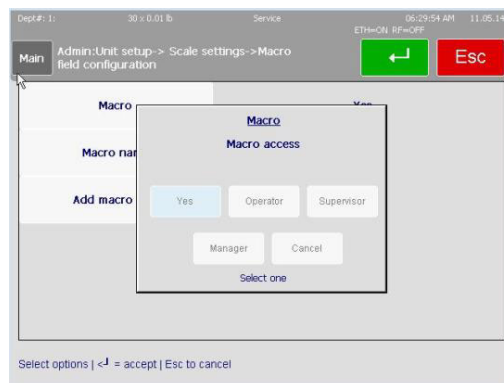 Dept#: 1: 30 x 0.01 lb Service 06:29:54 AM 11.05.14
ETH=ON RF=OFF
Main
Admin:Unit setup-> Scale settings->Macro
field configuration
Esc
Macro Yes
Macro
Macro access
Macro nar
Add macro
Yes Operator Supervisor
Manager Cancel
Select one
Select options | <┘ = accept | Esc to cancel